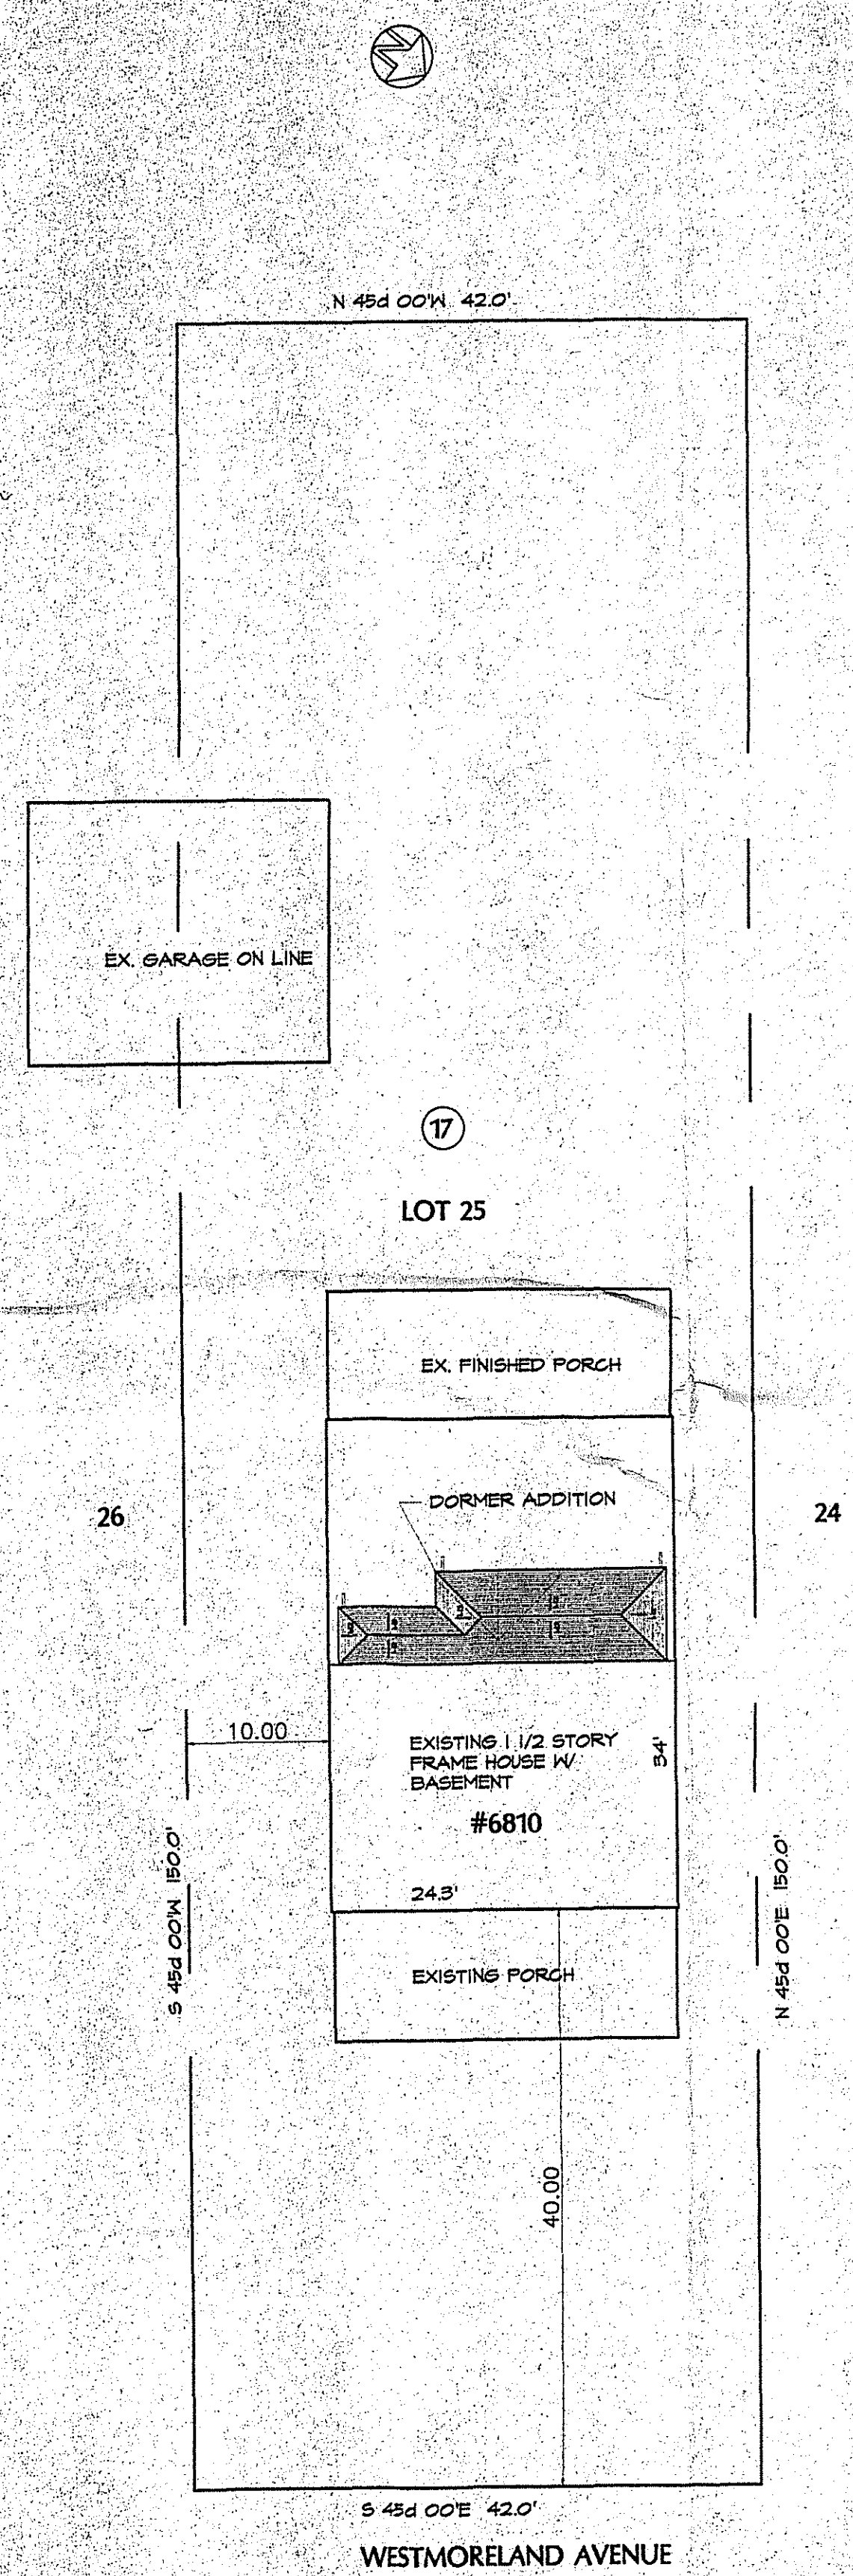 N
N 45d 00'W 42.0'
EX. GARAGE ON LINE
17
LOT 25
EX. FINISHED PORCH
DORMER ADDITION
26
24
10.00
EXISTING 1 1/2 STORY
FRAME HOUSE W/
BASEMENT
34'
#6810
24.3'
S 45d 00'W 150.0'
N 45d 00'E 150.0'
EXISTING PORCH
40.00
S 45d 00'E 42.0'
WESTMORELAND AVENUE